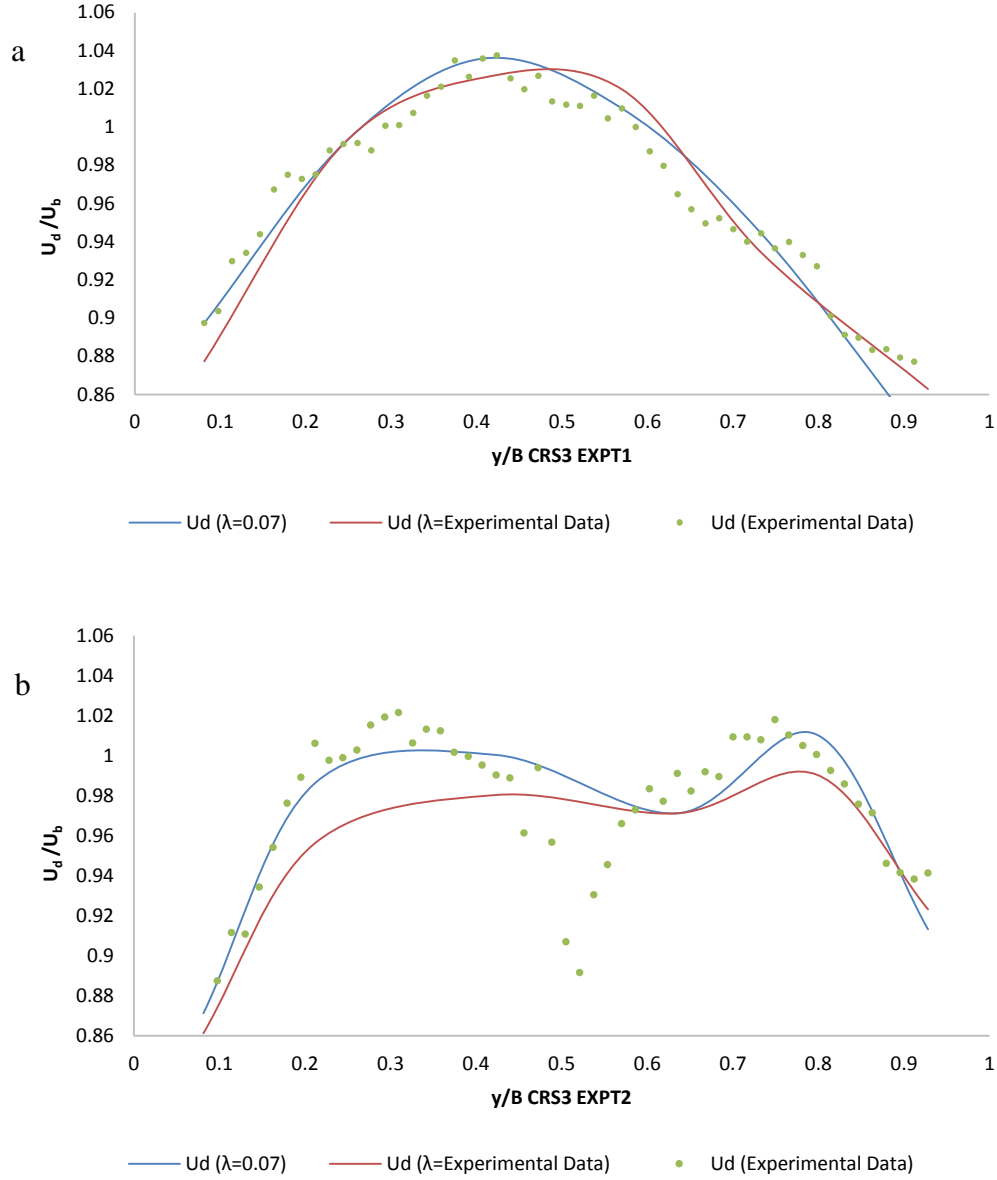 a
1.06
1.04
1.02
1
0.98
0.96
0.94
0.92
0.9
0.88
0.86
Ud /Ub
0 0.1 0.2 0.3 0.4 0.5 0.6 0.7 0.8 0.9 1
y/B CRS3 EXPT1
Ud (λ=0.07) Ud (λ=Experimental Data) Ud (Experimental Data)
b
1.06
1.04
1.02
1
0.98
0.96
0.94
0.92
0.9
0.88
0.86
Ud /Ub
0 0.1 0.2 0.3 0.4 0.5 0.6 0.7 0.8 0.9 1
y/B CRS3 EXPT2
Ud (λ=0.07) Ud (λ=Experimental Data) Ud (Experimental Data)